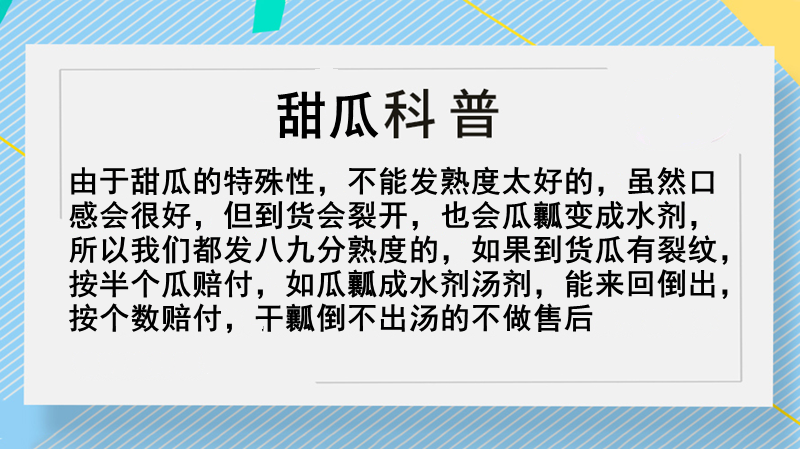 甜瓜科普
由于甜瓜的特殊性，不能发熟度太好的，虽然口
感会很好，但到货会裂开，也会瓜瓤变成水剂，
所以我们都发八九分熟度的，如果到货瓜有裂纹，
按半个瓜赔付，如瓜瓤成水剂汤剂，能来回倒出，
按个数赔付，干瓤倒不出汤的不做售后